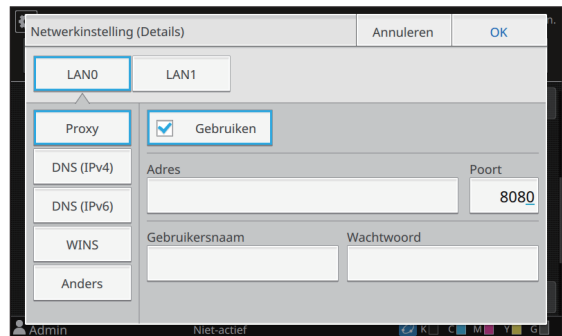 Netwerkinstelling (Details)
Annuleren
OK
n.
LAN0
LAN1
Proxy
Gebruiken
DNS (IPv4)
Adres
Poort
8080
DNS (IPv6)
WINS
Gebruikersnaam
Wachtwoord
Anders
Admin
Niet-actief
K C M Y G